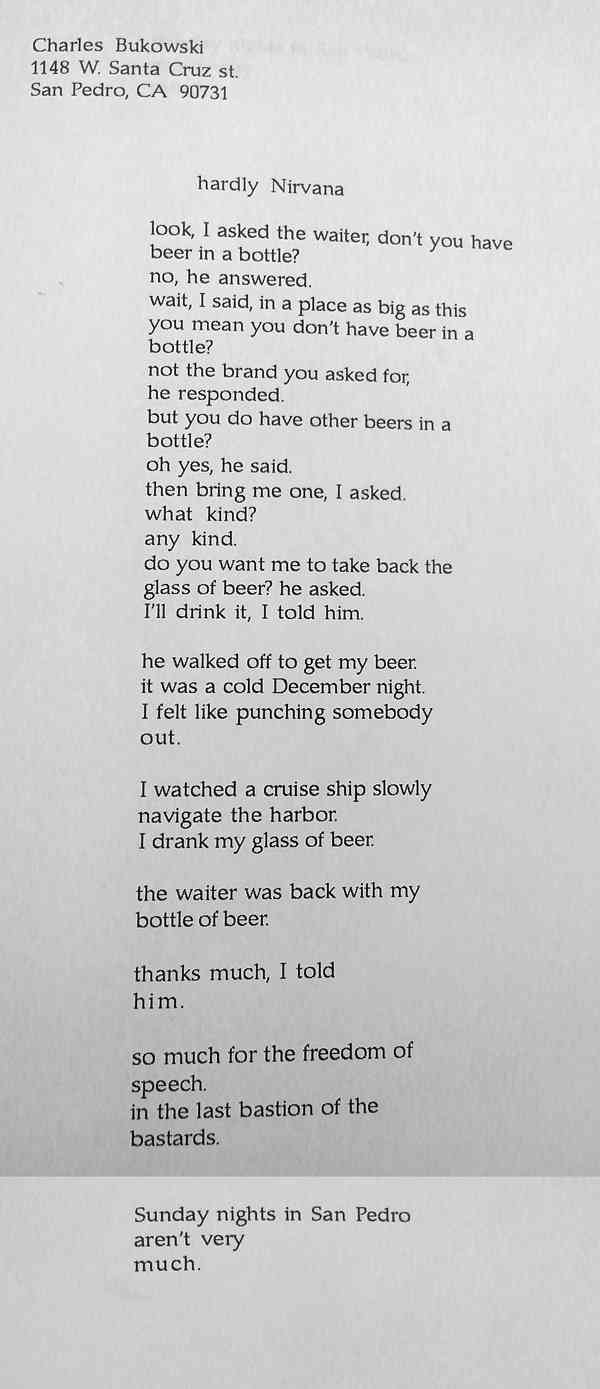 Charles Bukowski
1148 W. Santa Cruz st.
San Pedro, CA 90731
hardly Nirvana
look, I asked the waiter, don't you have
beer in a bottle?
no, he answered.
wait, I said, in a place as big as this
you mean you don't have beer in a
bottle?
not the brand you asked for,
he responded.
but you do have other beers in a
bottle?
oh yes, he said.
then bring me one, I asked.
what kind?
any kind.
do you want me to take back the
glass of beer? he asked.
I'll drink it, I told him.
he walked off to get my beer.
it was a cold December night.
I felt like punching somebody
out.
I watched a cruise ship slowly
navigate the harbor.
I drank my glass of beer.
the waiter was back with my
bottle of beer.
thanks much, I told
him.
so much for the freedom of
speech.
in the last bastion of the
bastards.
Sunday nights in San Pedro
aren't very
much.